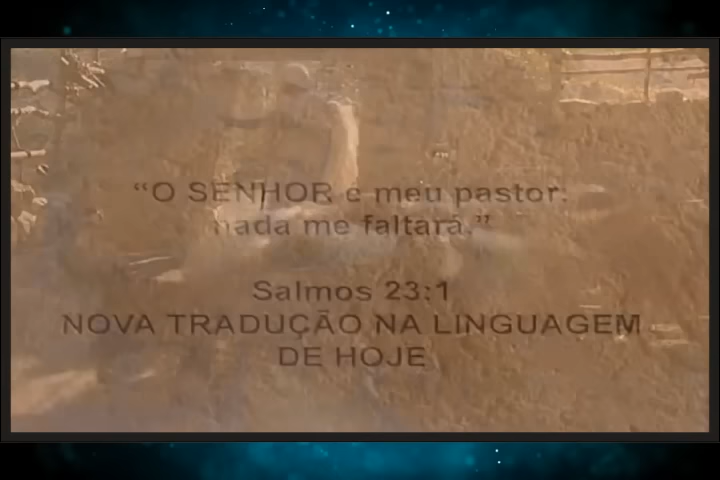 “O SENHOR é meu pastor:
nada me faltará.”
Salmos 23:1
NOVA TRADUÇÃO NA LINGUAGEM
DE HOJE